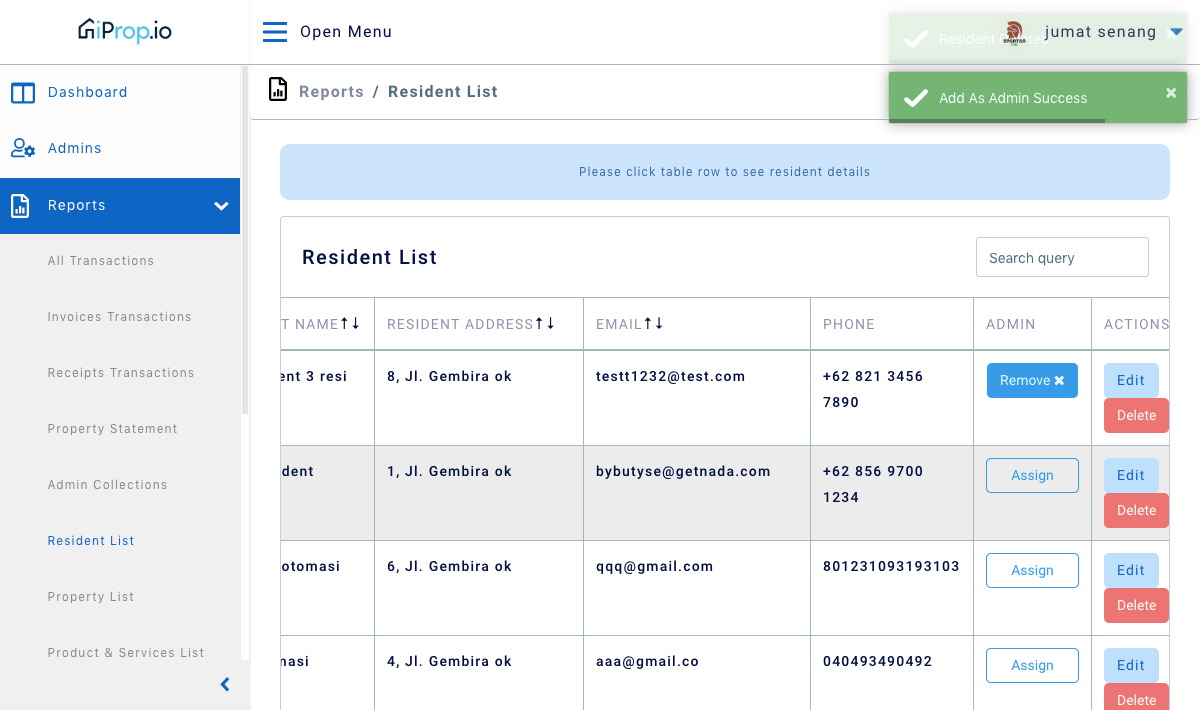 iProp.io
Open Menu
Resident
jumat senang
Add As Admin Success
Dashboard
Admins
Reports
All Transactions
Invoices Transactions
Receipts Transactions
Property Statement
Admin Collections
Resident List
Property List
Product & Services List
Reports / Resident List
Please click table row to see resident details
Resident List
Search query
T NAME RESIDENT ADDRESS EMAIL PHONE ADMIN ACTIONS
ent 3 resi 8, Jl. Gembira ok testt1232@test.com +62 821 3456 Remove Edit
7890 Delete
dent 1, Jl. Gembira ok bybutyse@getnada.com +62 856 9700 Assign Edit
1234 Delete
otomasi 6, Jl. Gembira ok qqq@gmail.com 801231093193103 Assign Edit
Delete
masi 4, Jl. Gembira ok aaa@gmail.co 040493490492 Assign Edit
Delete